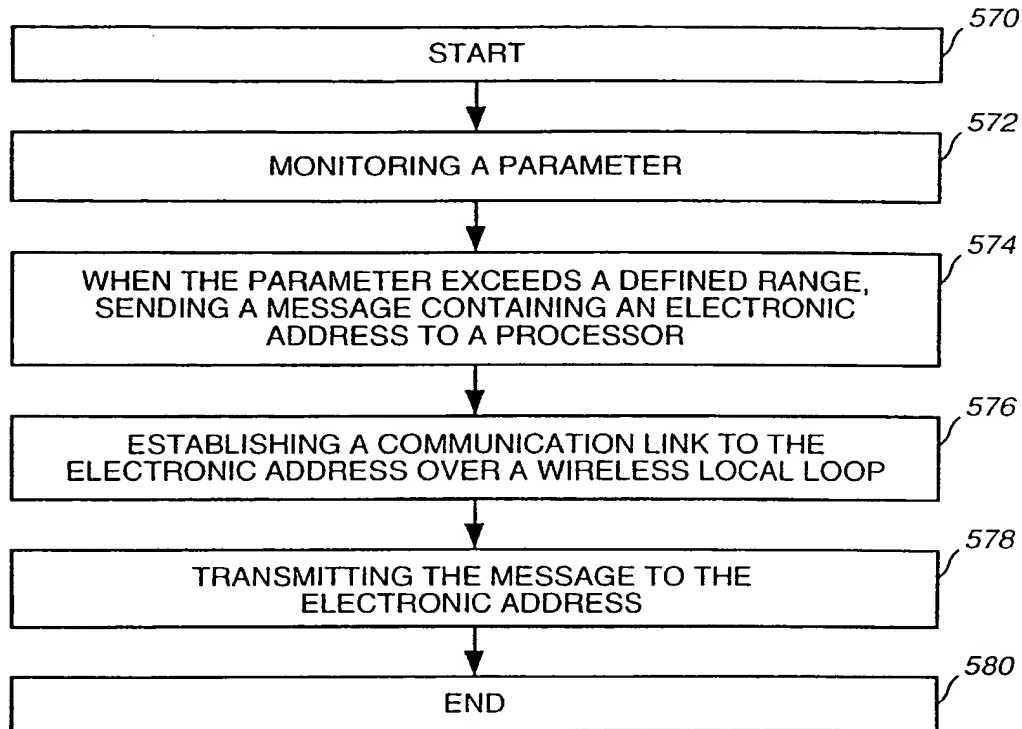 570
START
572
MONITORING A PARAMETER
574
WHEN THE PARAMETER EXCEEDS A DEFINED RANGE,
SENDING A MESSAGE CONTAINING AN ELECTRONIC
ADDRESS TO A PROCESSOR
576
ESTABLISHING A COMMUNICATION LINK TO THE
ELECTRONIC ADDRESS OVER A WIRELESS LOCAL LOOP
578
TRANSMITTING THE MESSAGE TO THE
ELECTRONIC ADDRESS
580
END